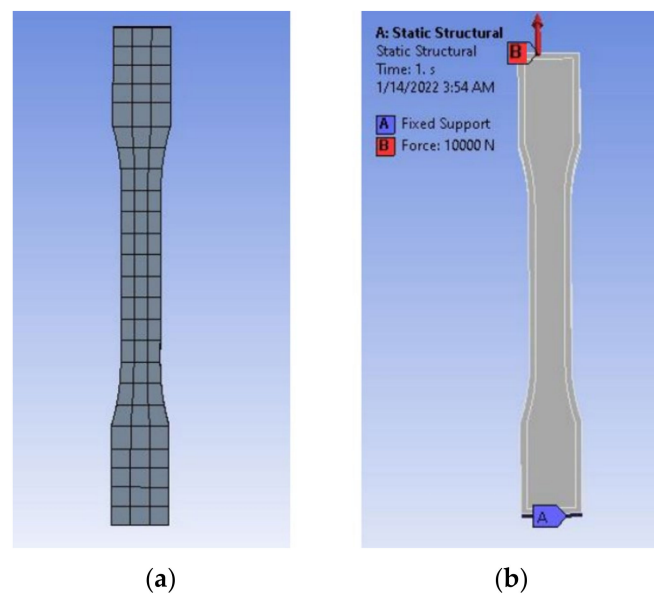 A: Static Structural
Static Structural
Time: 1. s
1/14/2022 3:54 AM
A Fixed Support
B Force: 10000 N
B
A
(a)
(b)